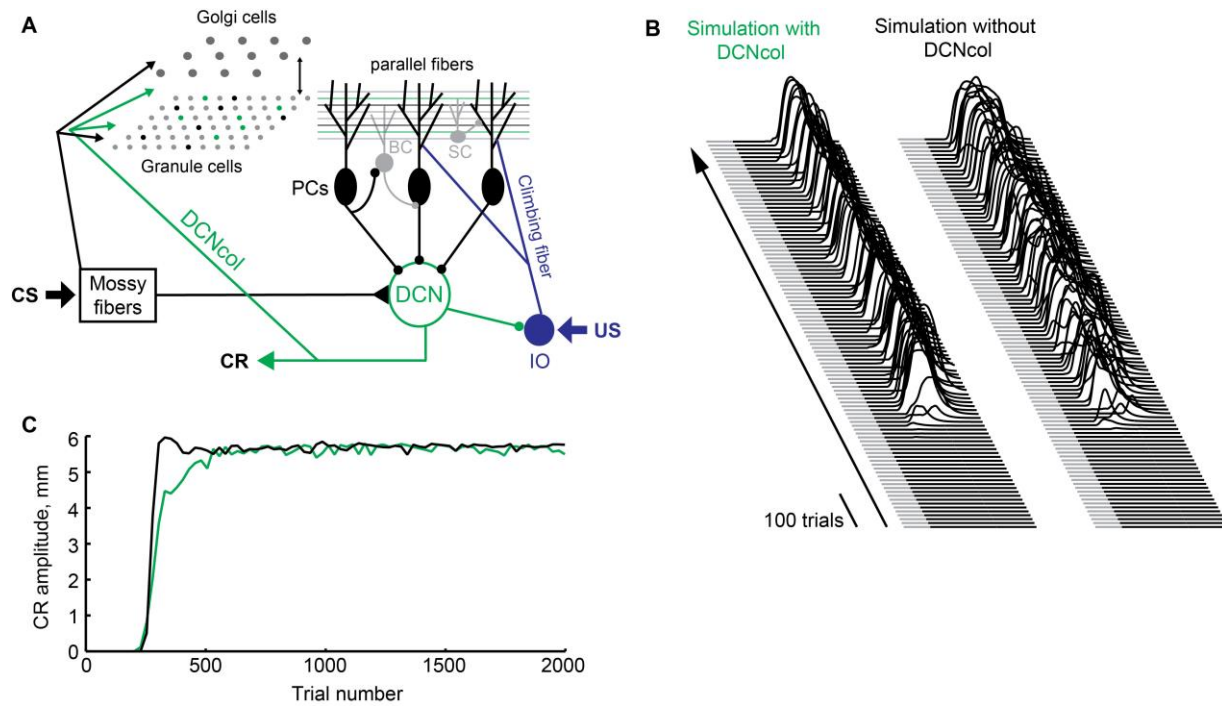 A
Golgi cells
Granule cells
parallel fibers
BC
SC
PCs
Climbing fiber
DCNcol
CS
Mossy
fibers
DCN
US
IO
CR
B
Simulation with
DCNcol
Simulation without
DCNcol
100 trials
C
CR amplitude, mm
6
5
4
3
2
1
0
0
500
1000
1500
2000
Trial number